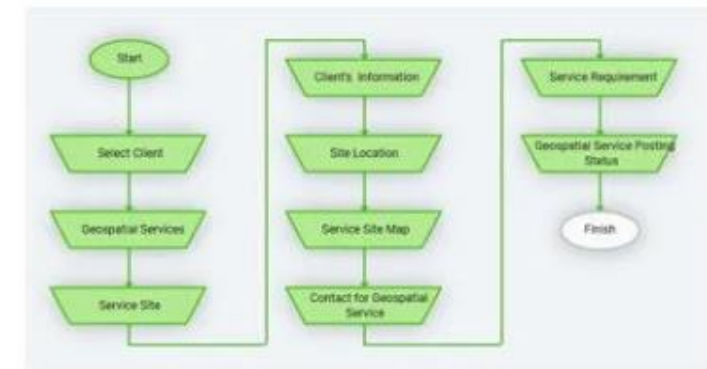 Start
Select Client
Geospatial Services
Service Site
Client's Information
Site Location
Service Site Map
Contact for Geospatial
Service
Service Requirement
Geospatial Service Posting
Status
Finish